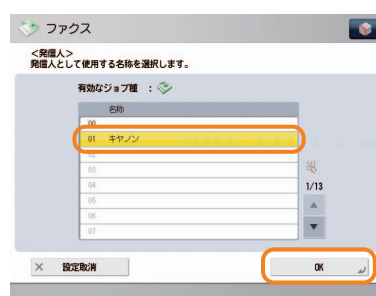 ファクス
<発信人>
発信人として使用する名称を選択します。
有効なジョブ種 :
名称
00
01 キヤノン
02
03
04
05
06
07
1/13
× 設定取消
OK